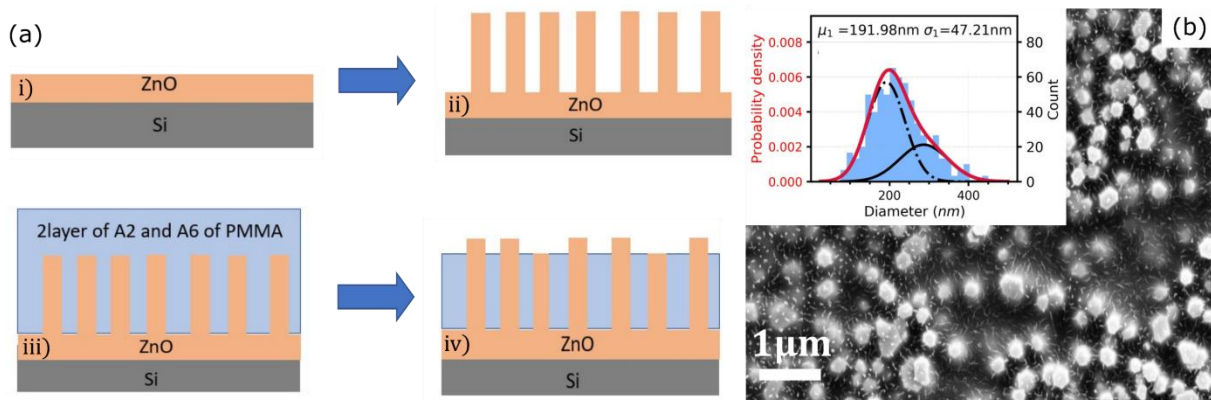 (a)
ZnO
i)
Si
ii)
ZnO
Si
2layer of A2 and A6 of PMMA
iii)
ZnO
Si
iv)
ZnO
Si
(b)
μ₁ =191.98nm σ₁=47.21nm
Probability density
0.008
0.006
0.004
0.002
0.000
80
60
40
20
0
Count
200
400
Diameter (nm)
1μm